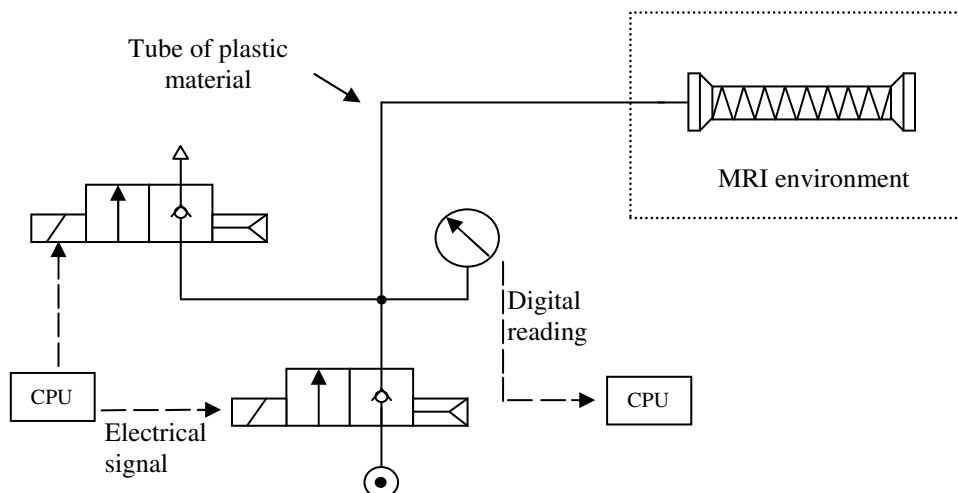 Tube of plastic
material
MRI environment
Digital
reading
CPU
CPU
Electrical
signal